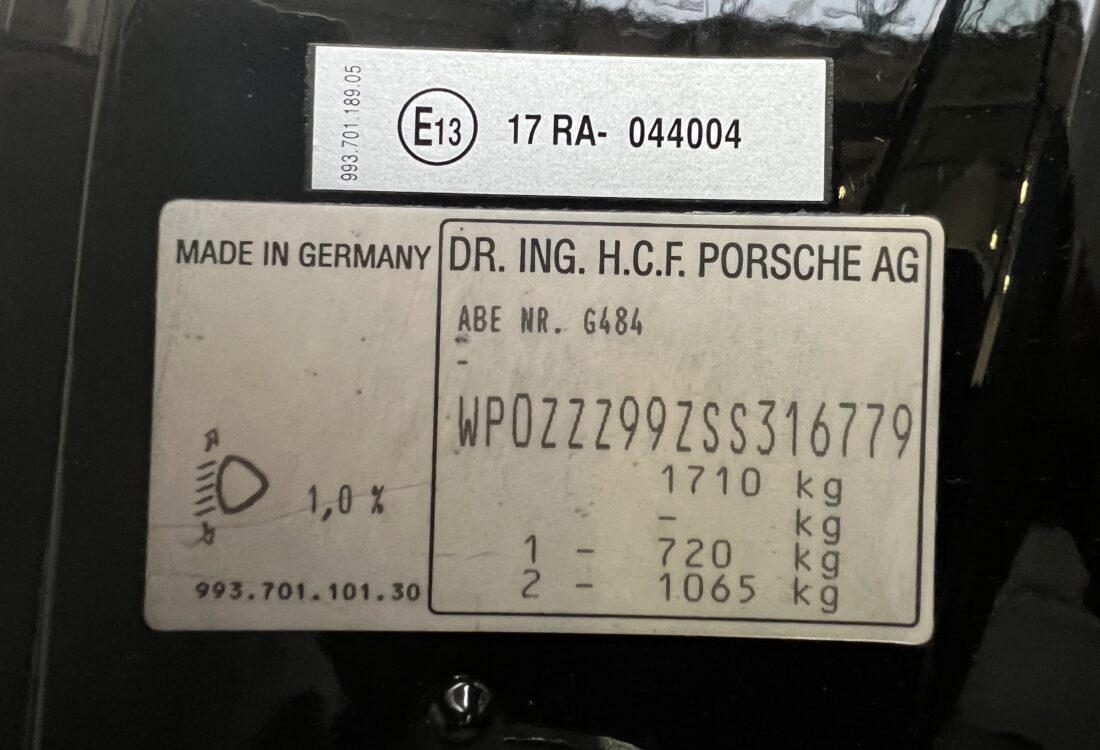 993.701.189.05
E13 17 RA- 044004
MADE IN GERMANY
DR. ING. H.C.F. PORSCHE AG
ABE NR. G484
-
WP0ZZZ99ZSS316779
1710 kg
- kg
1 - 720 kg
2 - 1065 kg
1,0 %
993.701.101.30